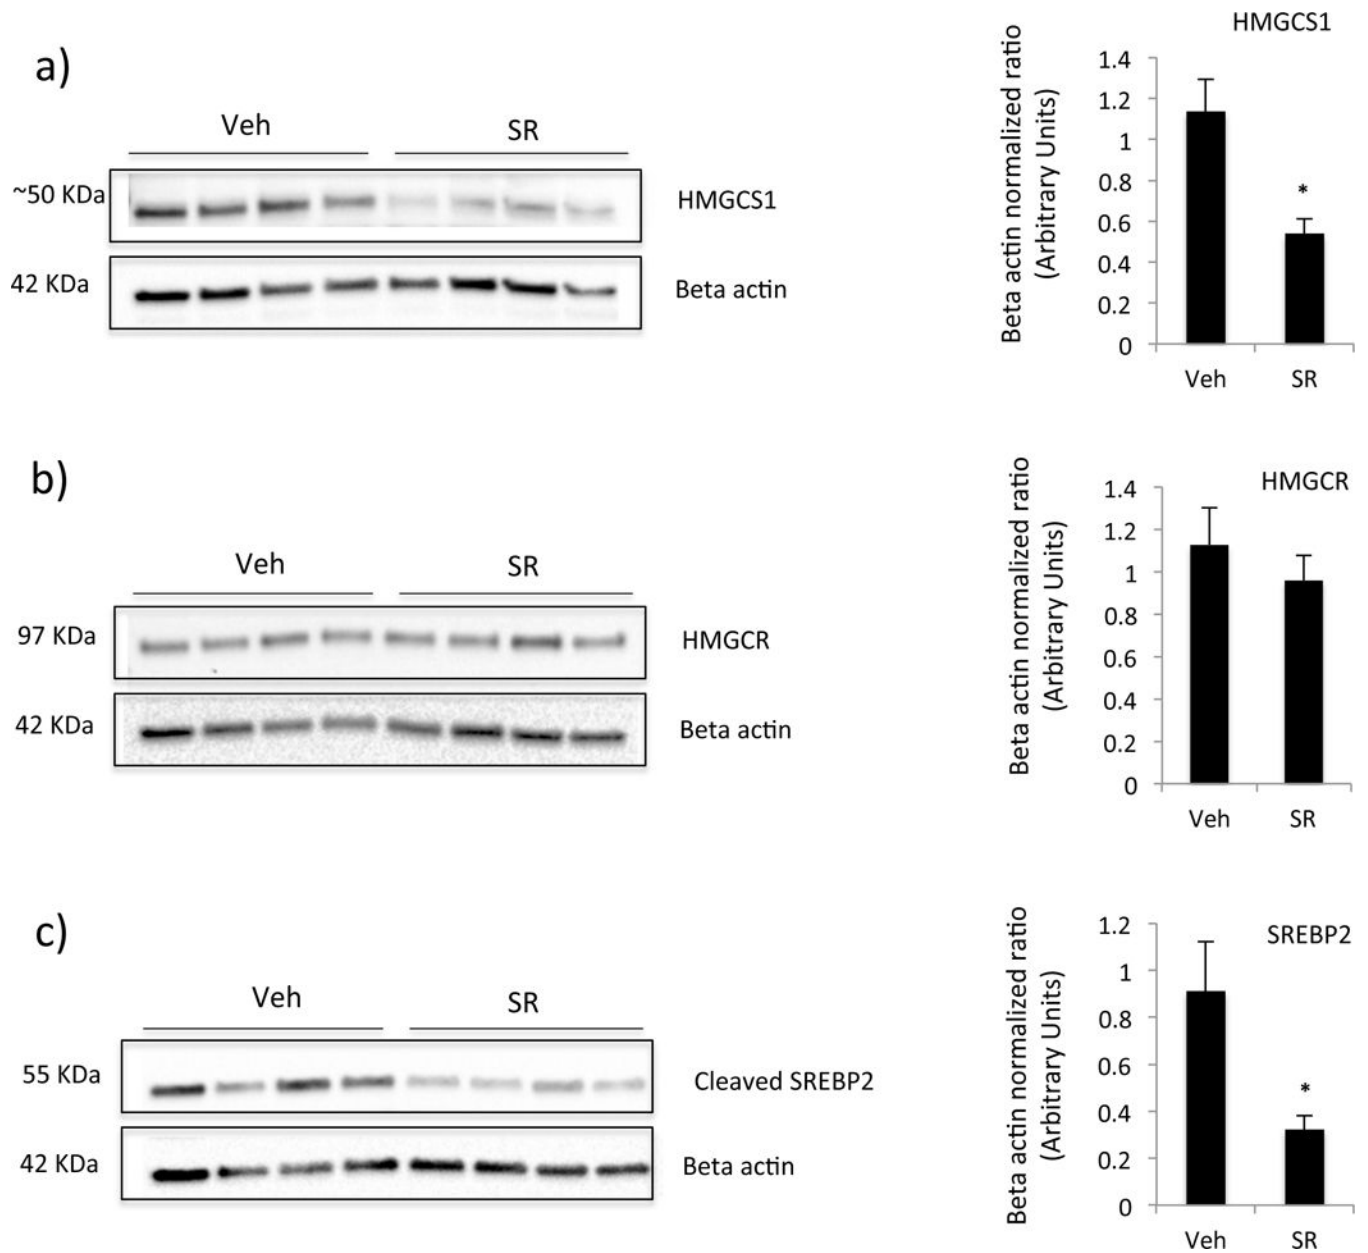 a)
Veh
SR
~50 KDa
HMGCS1
42 KDa
Beta actin
HMGCS1
Beta actin normalized ratio
(Arbitrary Units)
1.4
1.2
1
0.8
0.6
0.4
0.2
0
*
Veh
SR
b)
Veh
SR
97 KDa
HMGCR
42 KDa
Beta actin
HMGCR
Beta actin normalized ratio
(Arbitrary Units)
1.4
1.2
1
0.8
0.6
0.4
0.2
0
Veh
SR
c)
Veh
SR
55 KDa
Cleaved SREBP2
42 KDa
Beta actin
SREBP2
Beta actin normalized ratio
(Arbitrary Units)
1.2
1
0.8
0.6
0.4
0.2
0
*
Veh
SR